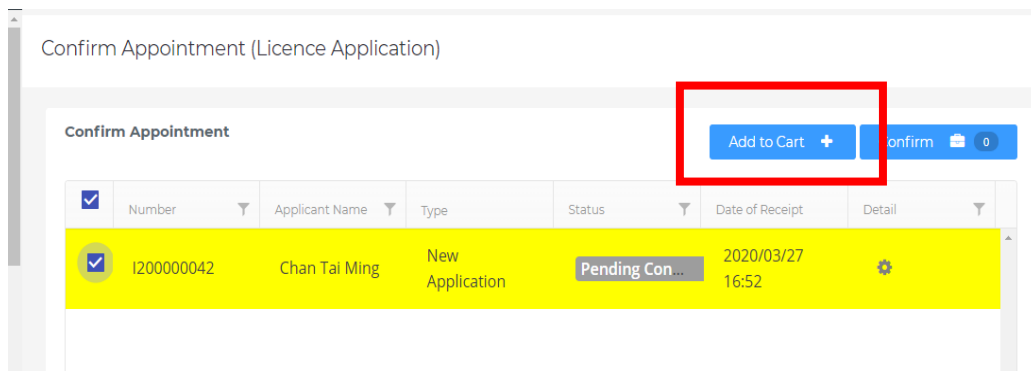 Confirm Appointment (Licence Application)
Confirm Appointment
Add to Cart +
onfirm 0
Number Applicant Name Type Status Date of Receipt Detail
I200000042 Chan Tai Ming New Application Pending Con... 2020/03/27 16:52